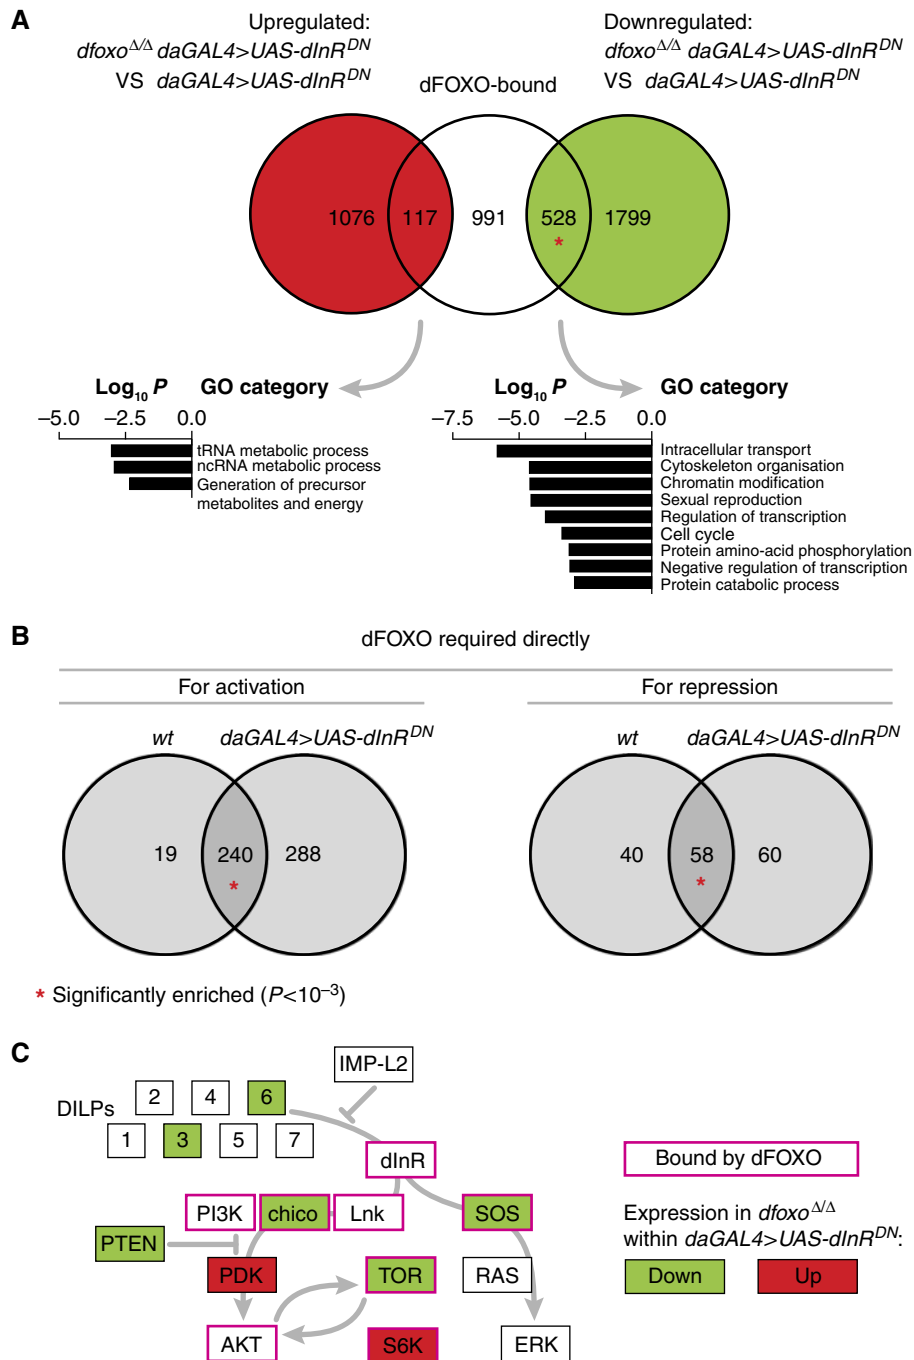 A
Upregulated:
dfoxoΔ/Δ daGAL4>UAS-dInRDN
VS daGAL4>UAS-dInRDN
Downregulated:
dfoxoΔ/Δ daGAL4>UAS-dInRDN
VS daGAL4>UAS-dInRDN
dFOXO-bound
1076 117 991 528 1799
*
Log10 P GO category
−5.0 −2.5 0.0
tRNA metabolic process
ncRNA metabolic process
Generation of precursor
metabolites and energy
Log10 P GO category
−7.5 −5.0 −2.5 0.0
Intracellular transport
Cytoskeleton organisation
Chromatin modification
Sexual reproduction
Regulation of transcription
Cell cycle
Protein amino-acid phosphorylation
Negative regulation of transcription
Protein catabolic process
B
dFOXO required directly
For activation
wt daGAL4>UAS-dInRDN
19 240 288
*
For repression
wt daGAL4>UAS-dInRDN
40 58 60
*
* Significantly enriched (P<10−3)
C
IMP-L2
DILPs
2 4 6
1 3 5 7
dInR
PI3K chico Lnk
SOS
PTEN
PDK
TOR
RAS
AKT
S6K
ERK
Bound by dFOXO
Expression in dfoxoΔ/Δ
within daGAL4>UAS-dInRDN:
Down Up